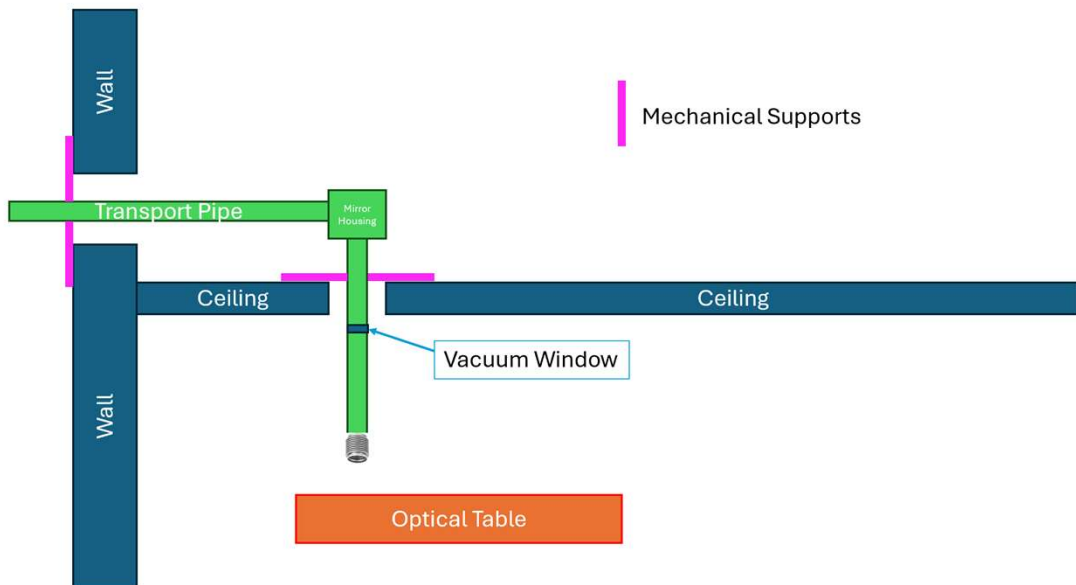 Wall
Mechanical Supports
Transport Pipe
Mirror
Housing
Ceiling
Ceiling
Vacuum Window
Wall
Optical Table